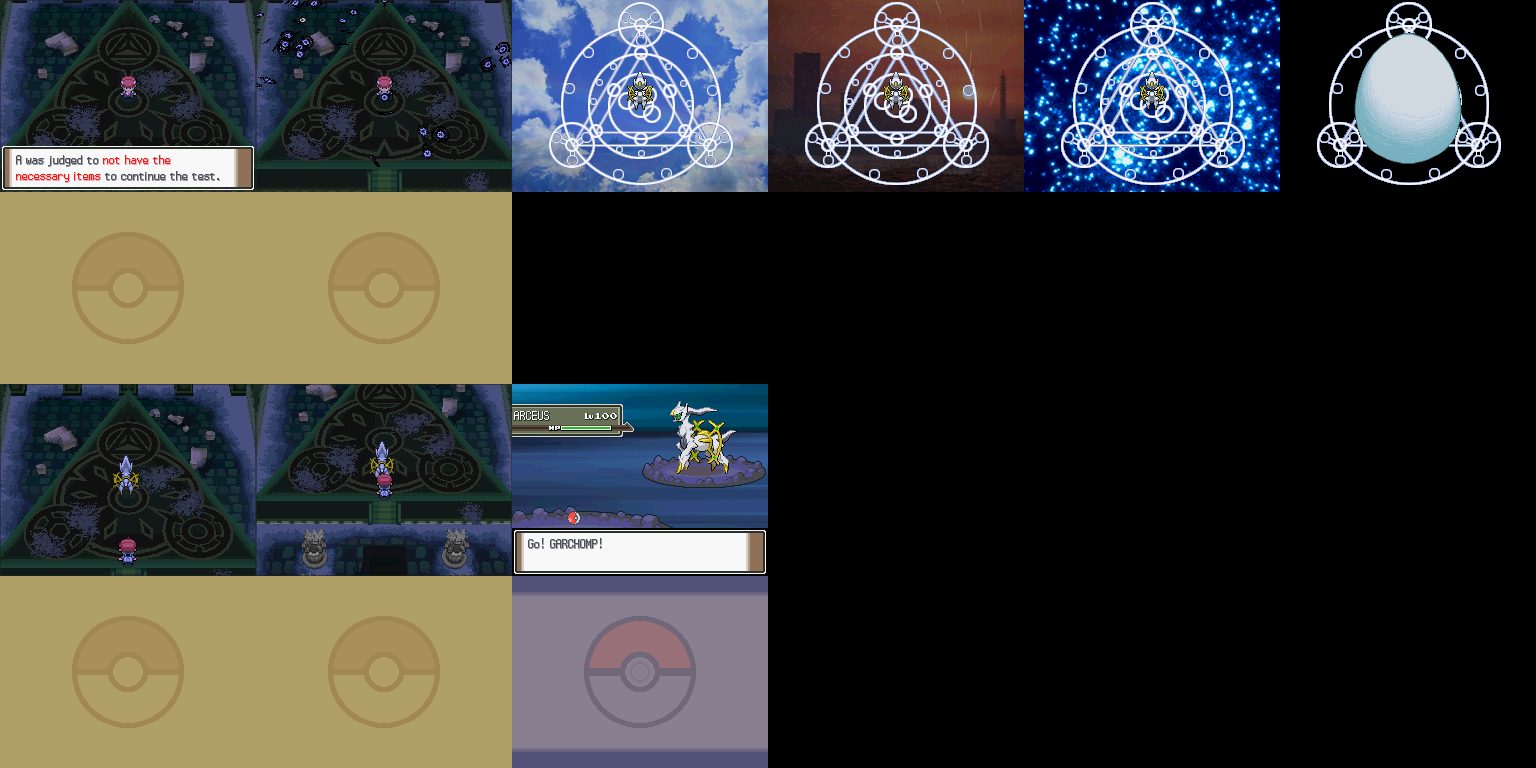 A was judged to not have the
necessary items to continue the test.
ARCEUS Lv100
HP
Go! GARCHOMP!